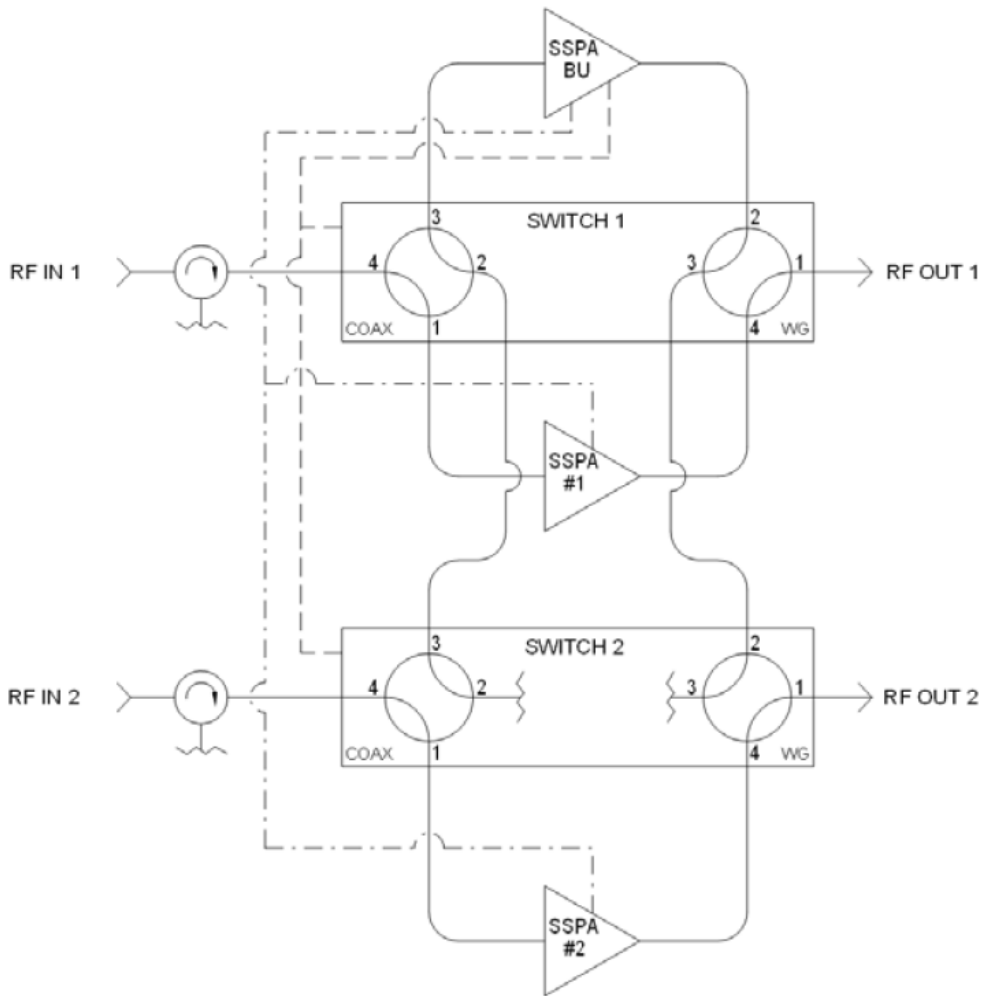 SSPA
BU
SWITCH 1
3
2
RF IN 1
4
2
3
1
RF OUT 1
COAX
1
4
WG
SSPA
#1
SWITCH 2
3
2
RF IN 2
4
2
3
1
RF OUT 2
COAX
1
4
WG
SSPA
#2